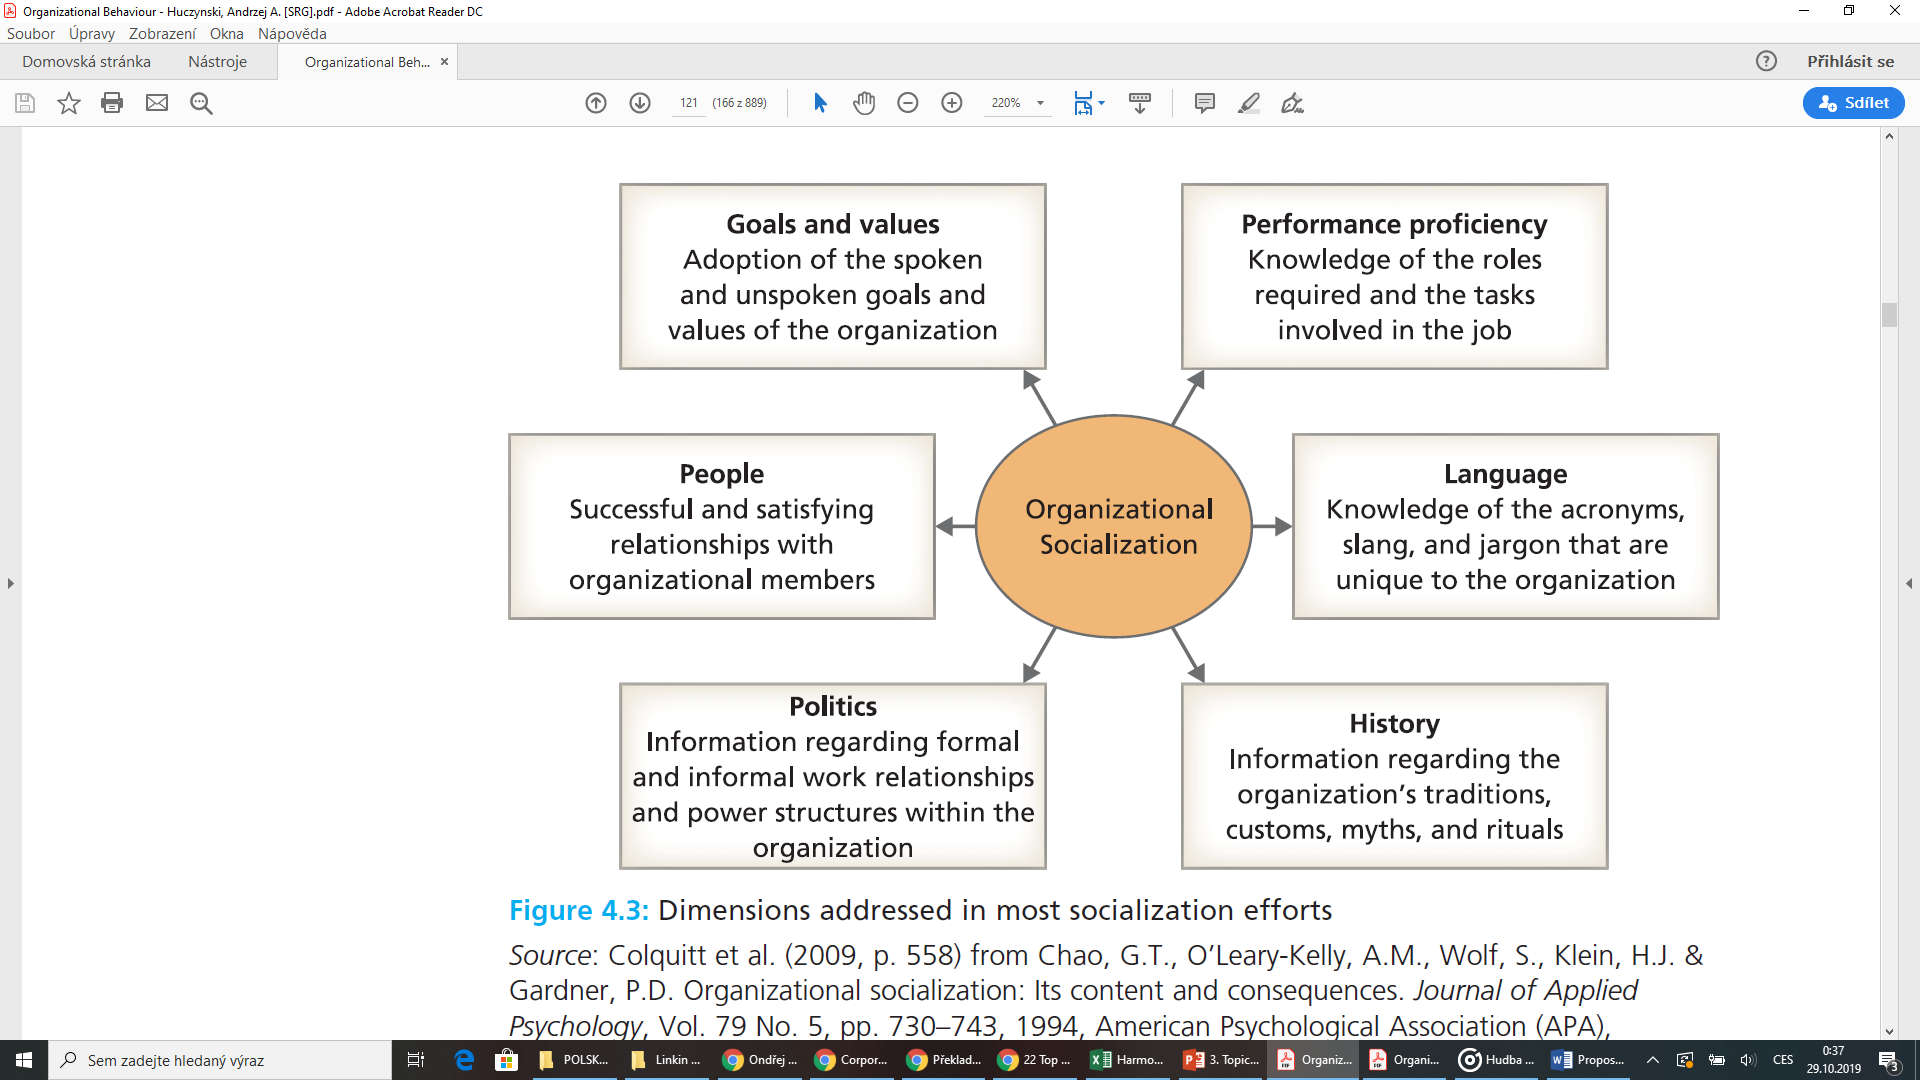 Organizational Behaviour - Huczynski, Andrzej A. [SRG].pdf - Adobe Acrobat Reader DC
Soubor Úpravy Zobrazení Okna Nápověda
Domovská stránka Nástroje Organizational Beh... × Přihlásit se
121 (166 z 889) 220% Sdílet
Goals and values
Adoption of the spoken
and unspoken goals and
values of the organization
Performance proficiency
Knowledge of the roles
required and the tasks
involved in the job
People
Successful and satisfying
relationships with
organizational members
Organizational
Socialization
Language
Knowledge of the acronyms,
slang, and jargon that are
unique to the organization
Politics
Information regarding formal
and informal work relationships
and power structures within the
organization
History
Information regarding the
organization’s traditions,
customs, myths, and rituals
Figure 4.3: Dimensions addressed in most socialization efforts
Source: Colquitt et al. (2009, p. 558) from Chao, G.T., O’Leary-Kelly, A.M., Wolf, S., Klein, H.J. &
Gardner, P.D. Organizational socialization: Its content and consequences. Journal of Applied
Psychology, Vol. 79 No. 5, pp. 730–743, 1994, American Psychological Association (APA),
Sem zadejte hledaný výraz POLSK... Linkin ... Ondřej ... Corpor... Překlad... 22 Top ... Harmo... 3. Topic... Organiz... Organi... Hudba ... Propos... CES 0:37
29.10.2019 3